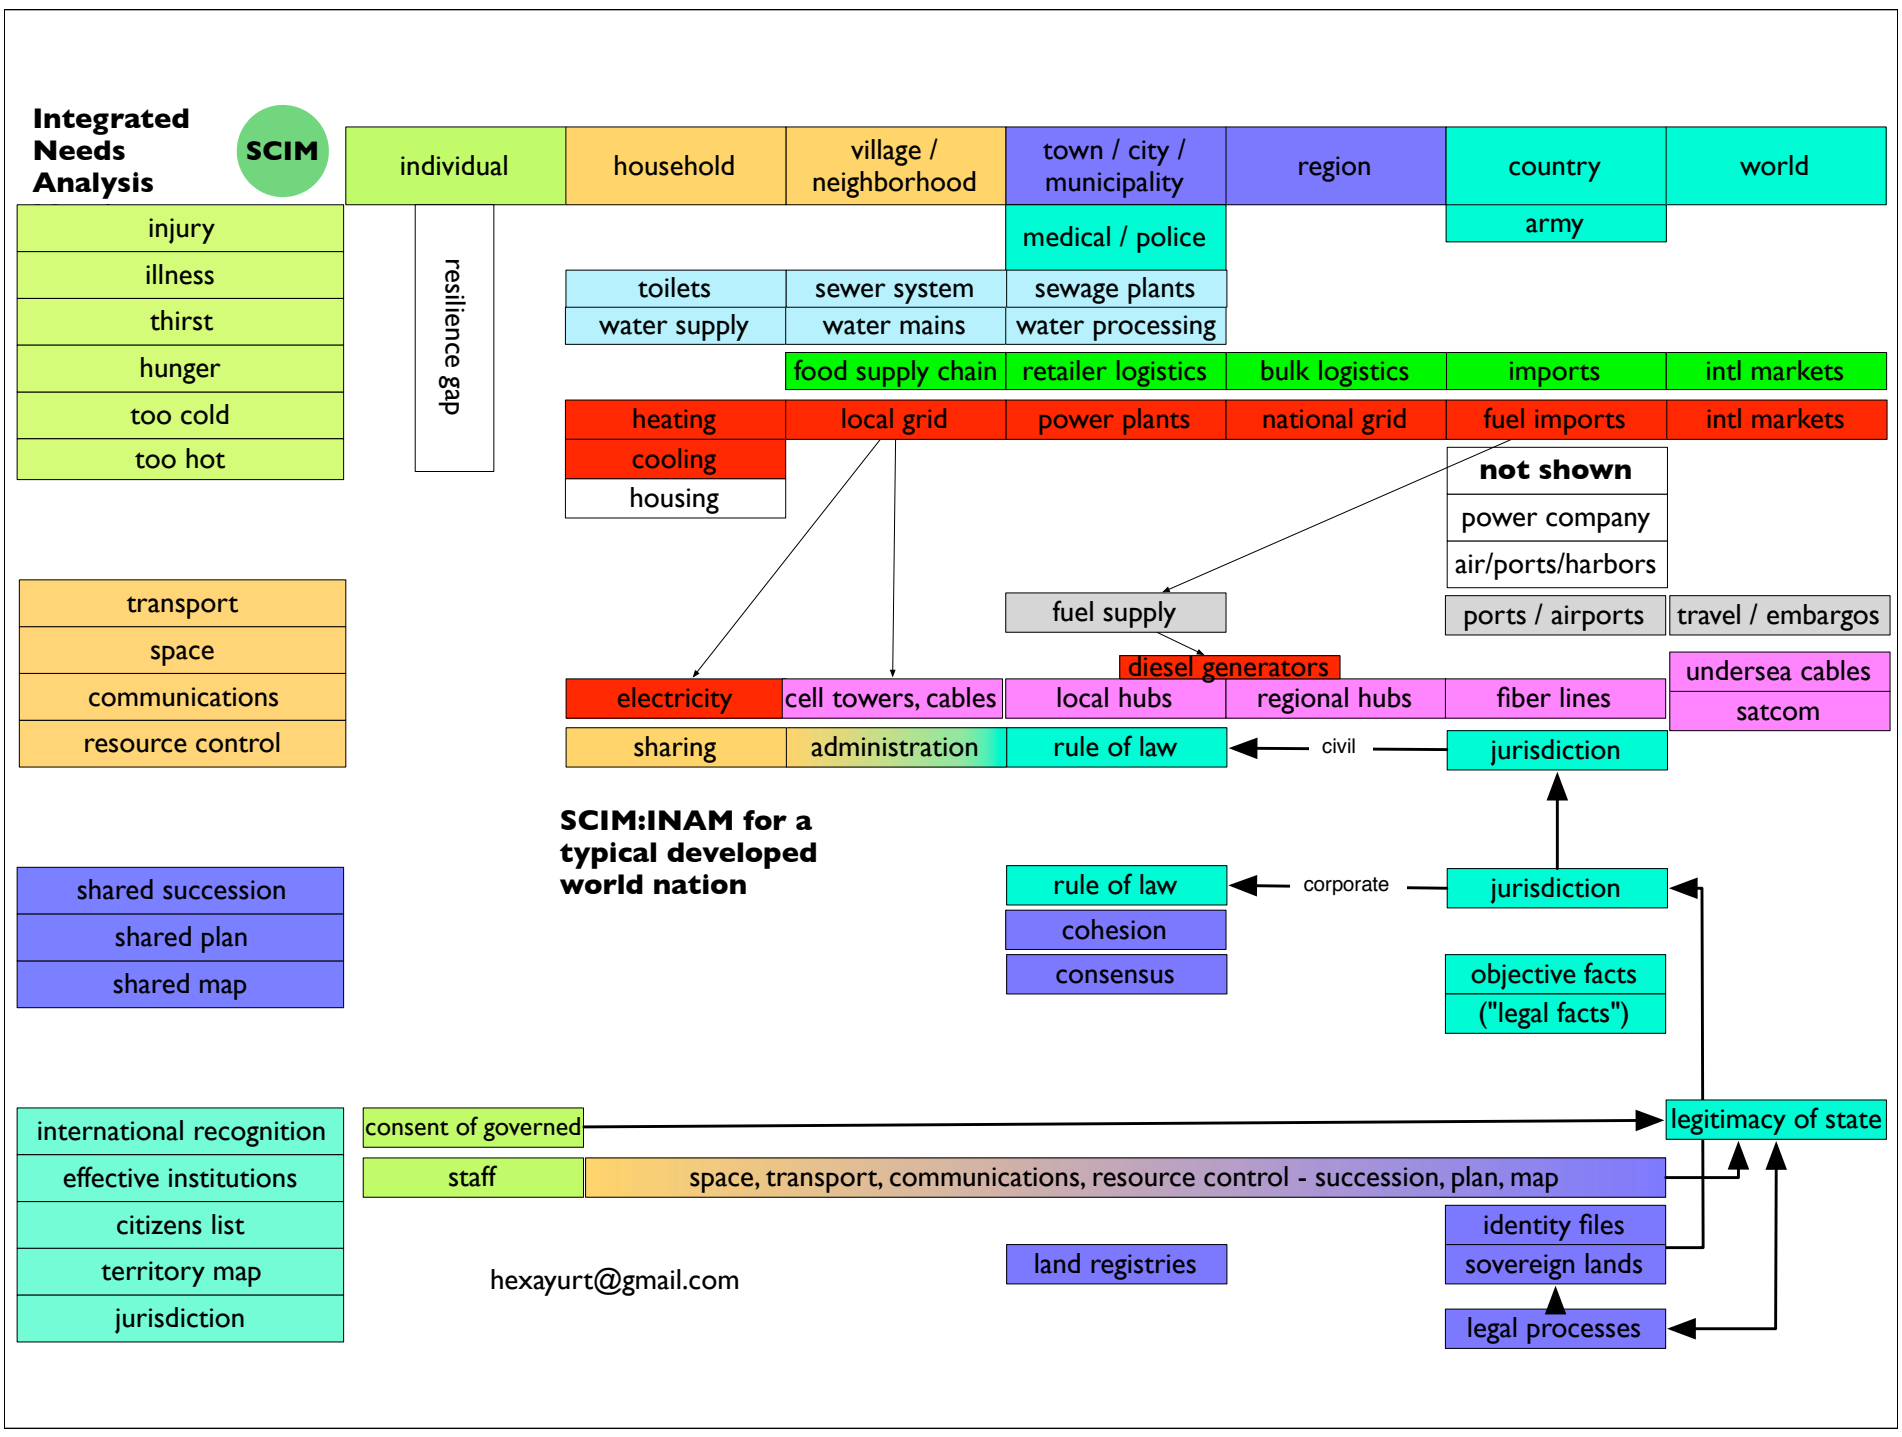 Integrated
Needs
Analysis
SCIM
individual
household
village /
neighborhood
town / city /
municipality
region
country
world
injury
illness
thirst
hunger
too cold
too hot
resilience gap
medical / police
army
toilets
sewer system
sewage plants
water supply
water mains
water processing
food supply chain
retailer logistics
bulk logistics
imports
intl markets
heating
local grid
power plants
national grid
fuel imports
intl markets
cooling
housing
not shown
power company
air/ports/harbors
transport
space
communications
resource control
fuel supply
ports / airports
travel / embargos
diesel generators
undersea cables
satcom
electricity
cell towers, cables
local hubs
regional hubs
fiber lines
sharing
administration
rule of law
civil
jurisdiction
SCIM:INAM for a
typical developed
world nation
shared succession
shared plan
shared map
rule of law
corporate
jurisdiction
cohesion
consensus
objective facts
("legal facts")
international recognition
effective institutions
citizens list
territory map
jurisdiction
consent of governed
legitimacy of state
staff
space, transport, communications, resource control - succession, plan, map
identity files
land registries
sovereign lands
hexayurt@gmail.com
legal processes